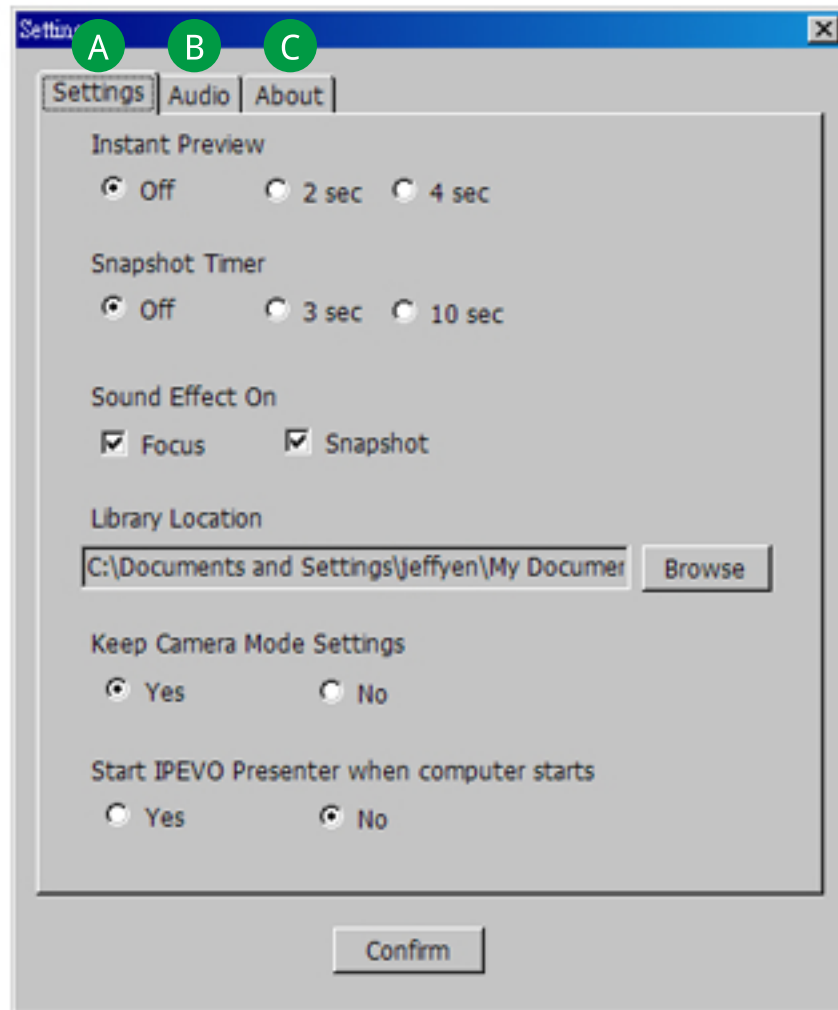 Settin
A B C
Settings Audio About
Instant Preview
Off 2 sec 4 sec
Snapshot Timer
Off 3 sec 10 sec
Sound Effect On
Focus Snapshot
Library Location
C:\Documents and Settings\jeffyen\My Documer Browse
Keep Camera Mode Settings
Yes No
Start IPEVO Presenter when computer starts
Yes No
Confirm